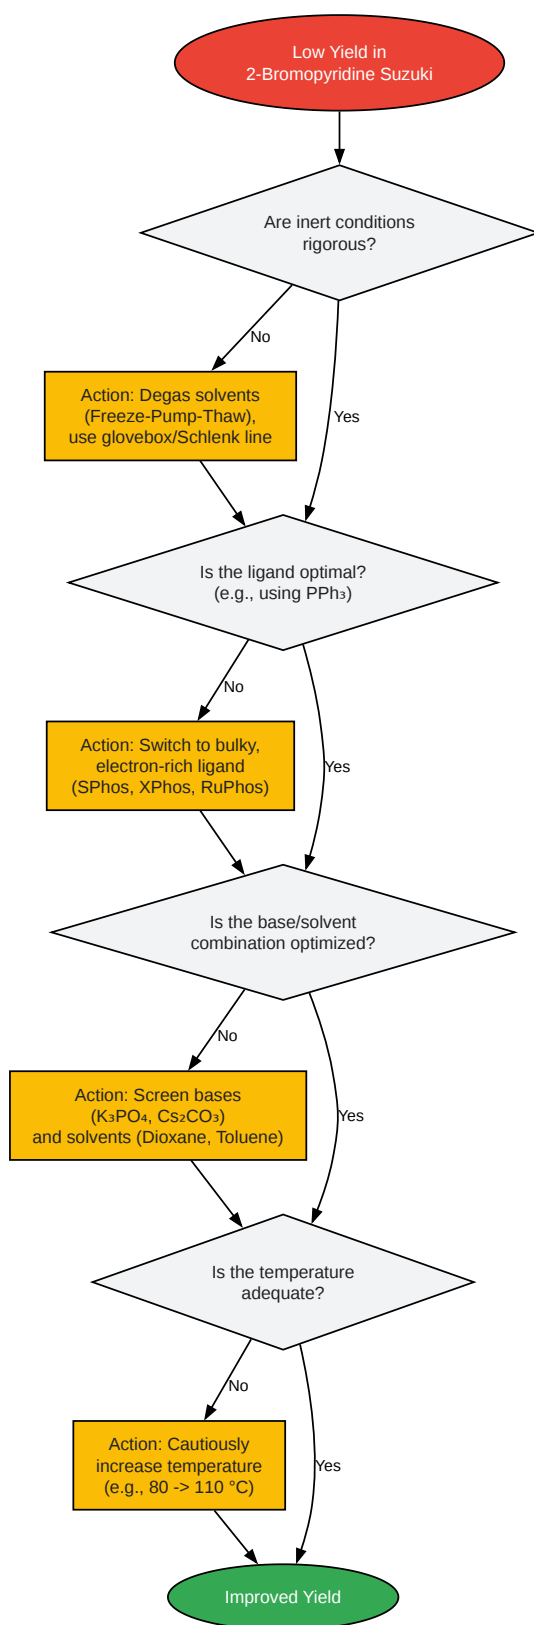 Low Yield in
2-Bromopyridine Suzuki
Are inert conditions
rigorous?
No
Yes
Action: Degas solvents
(Freeze-Pump-Thaw),
use glovebox/Schlenk line
Is the ligand optimal?
(e.g., using PPh₃)
No
Yes
Action: Switch to bulky,
electron-rich ligand
(SPhos, XPhos, RuPhos)
Is the base/solvent
combination optimized?
No
Yes
Action: Screen bases
(K₃PO₄, Cs₂CO₃)
and solvents (Dioxane, Toluene)
Is the temperature
adequate?
No
Yes
Action: Cautiously
increase temperature
(e.g., 80 -> 110 °C)
Improved Yield